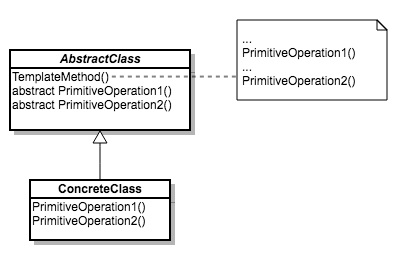 AbstractClass
TemplateMethod()
abstract PrimitiveOperation1()
abstract PrimitiveOperation2()
...
PrimitiveOperation1()
...
PrimitiveOperation2()
ConcreteClass
PrimitiveOperation1()
PrimitiveOperation2()